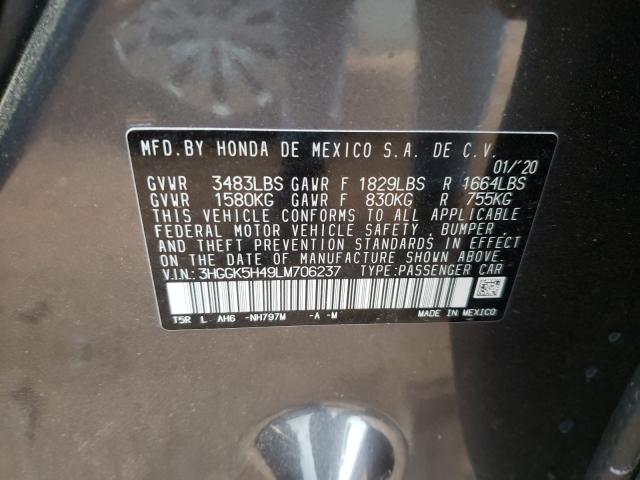 MFD.BY HONDA DE MEXICO S.A. DE C.V.
01/'20
GVWR 3483LBS GAWR F 1829LBS R 1664LBS
GVWR 1580KG GAWR F 830KG R 755KG
THIS VEHICLE CONFORMS TO ALL APPLICABLE
FEDERAL MOTOR VEHICLE SAFETY, BUMPER,
AND THEFT PREVENTION STANDARDS IN EFFECT
ON THE DATE OF MANUFACTURE SHOWN ABOVE.
V.I.N.: 3HGGK5H49LM706237 TYPE:PASSENGER CAR
T5R L AH6 -NH797M -A -M MADE IN MEXICO